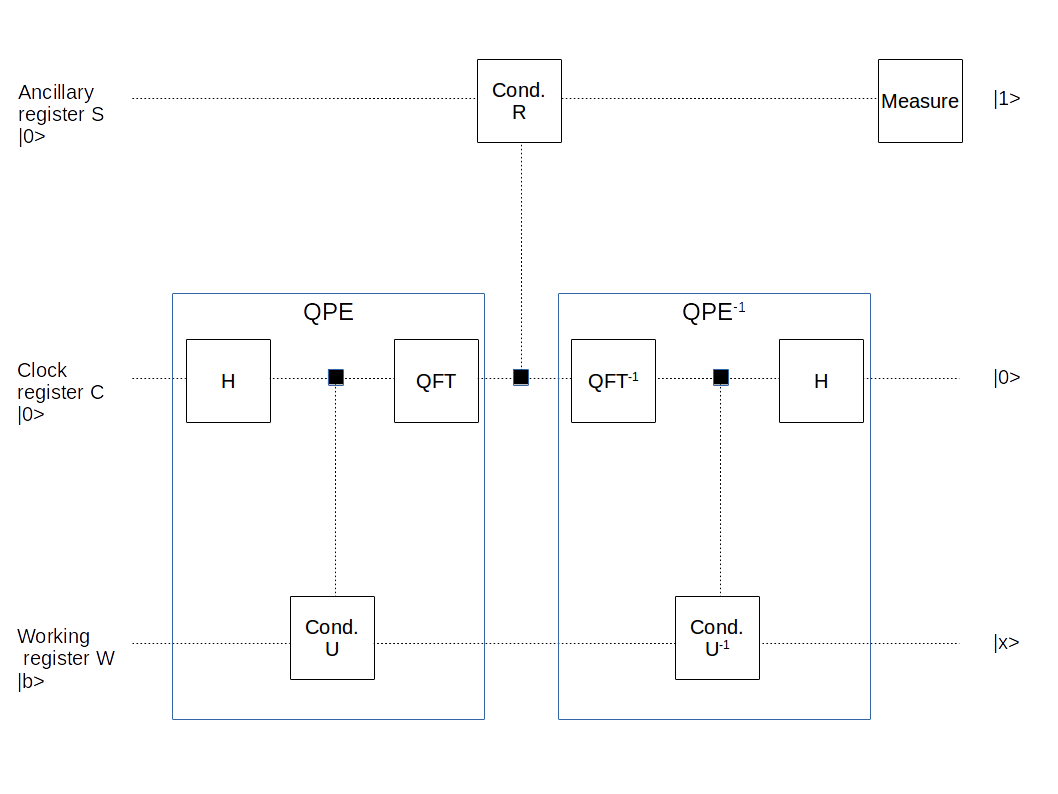 Ancillary
register S
|0>
Cond.
R
Measure
|1>
QPE
QPE⁻¹
Clock
register C
|0>
H
QFT
QFT⁻¹
H
|0>
Working
register W
|b>
Cond.
U
Cond.
U⁻¹
|x>